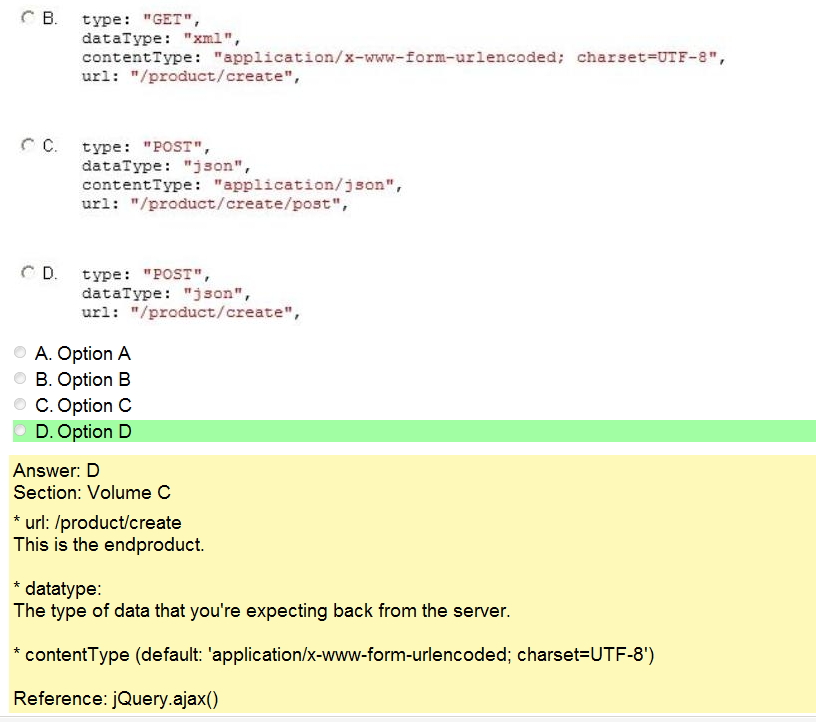 B. type: "GET",
dataType: "xml",
contentType: "application/x-www-form-urlencoded; charset=UTF-8",
url: "/product/create",
C. type: "POST",
dataType: "json",
contentType: "application/json",
url: "/product/create/post",
D. type: "POST",
dataType: "json",
url: "/product/create",
A. Option A
B. Option B
C. Option C
D. Option D
Answer: D
Section: Volume C
* url: /product/create
This is the endproduct.
* datatype:
The type of data that you're expecting back from the server.
* contentType (default: 'application/x-www-form-urlencoded; charset=UTF-8')
Reference: jQuery.ajax()